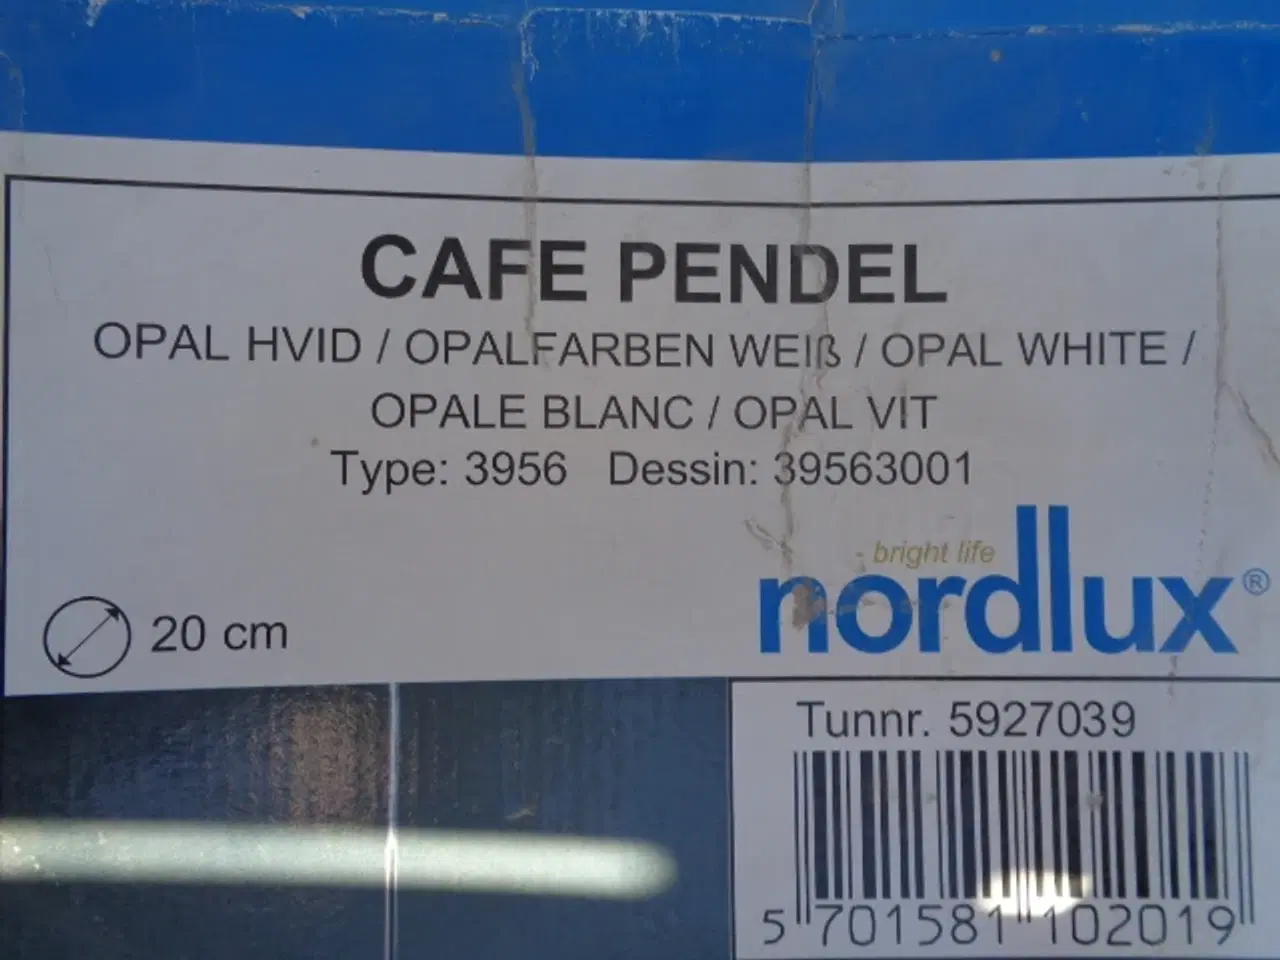 CAFE PENDEL
OPAL HVID / OPALFARBEN WEIß / OPAL WHITE /
OPALE BLANC / OPAL VIT
Type: 3956 Dessin: 39563001
- bright life
nordlux®
20 cm
Tunnr. 5927039
5 701581 102019